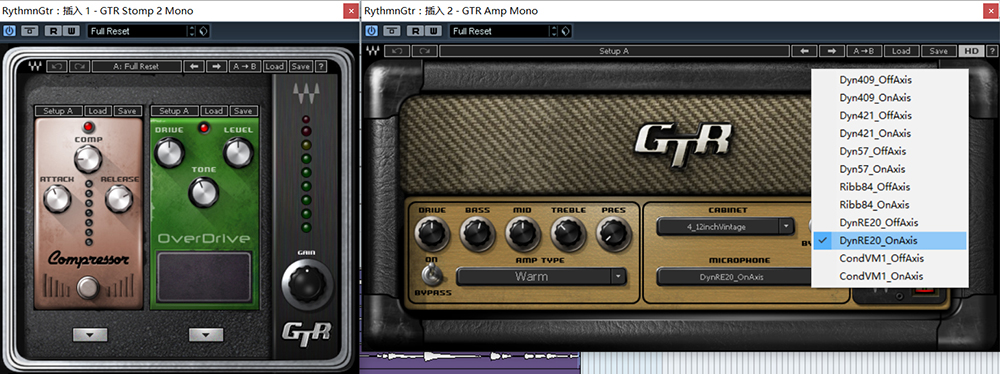 RythmnGtr：插入 1 - GTR Stomp 2 Mono
R W Full Reset
A: Full Reset A→B Load Save ?
Setup A Load Save Setup A Load Save
COMP
ATTACK RELEASE
Compressor
DRIVE LEVEL
TONE
OverDrive
GAIN
GTR
RythmnGtr：插入 2 - GTR Amp Mono
R W Full Reset
Setup A A→B Load Save HD ?
GTR
DRIVE BASS MID TREBLE PRES
ON
BYPASS
AMP TYPE
Warm
CABINET
4_12inchVintage
MICROPHONE
DynRE20_OnAxis
Dyn409_OffAxis
Dyn409_OnAxis
Dyn421_OffAxis
Dyn421_OnAxis
Dyn57_OffAxis
Dyn57_OnAxis
Ribb84_OffAxis
Ribb84_OnAxis
DynRE20_OffAxis
DynRE20_OnAxis
CondVM1_OffAxis
CondVM1_OnAxis